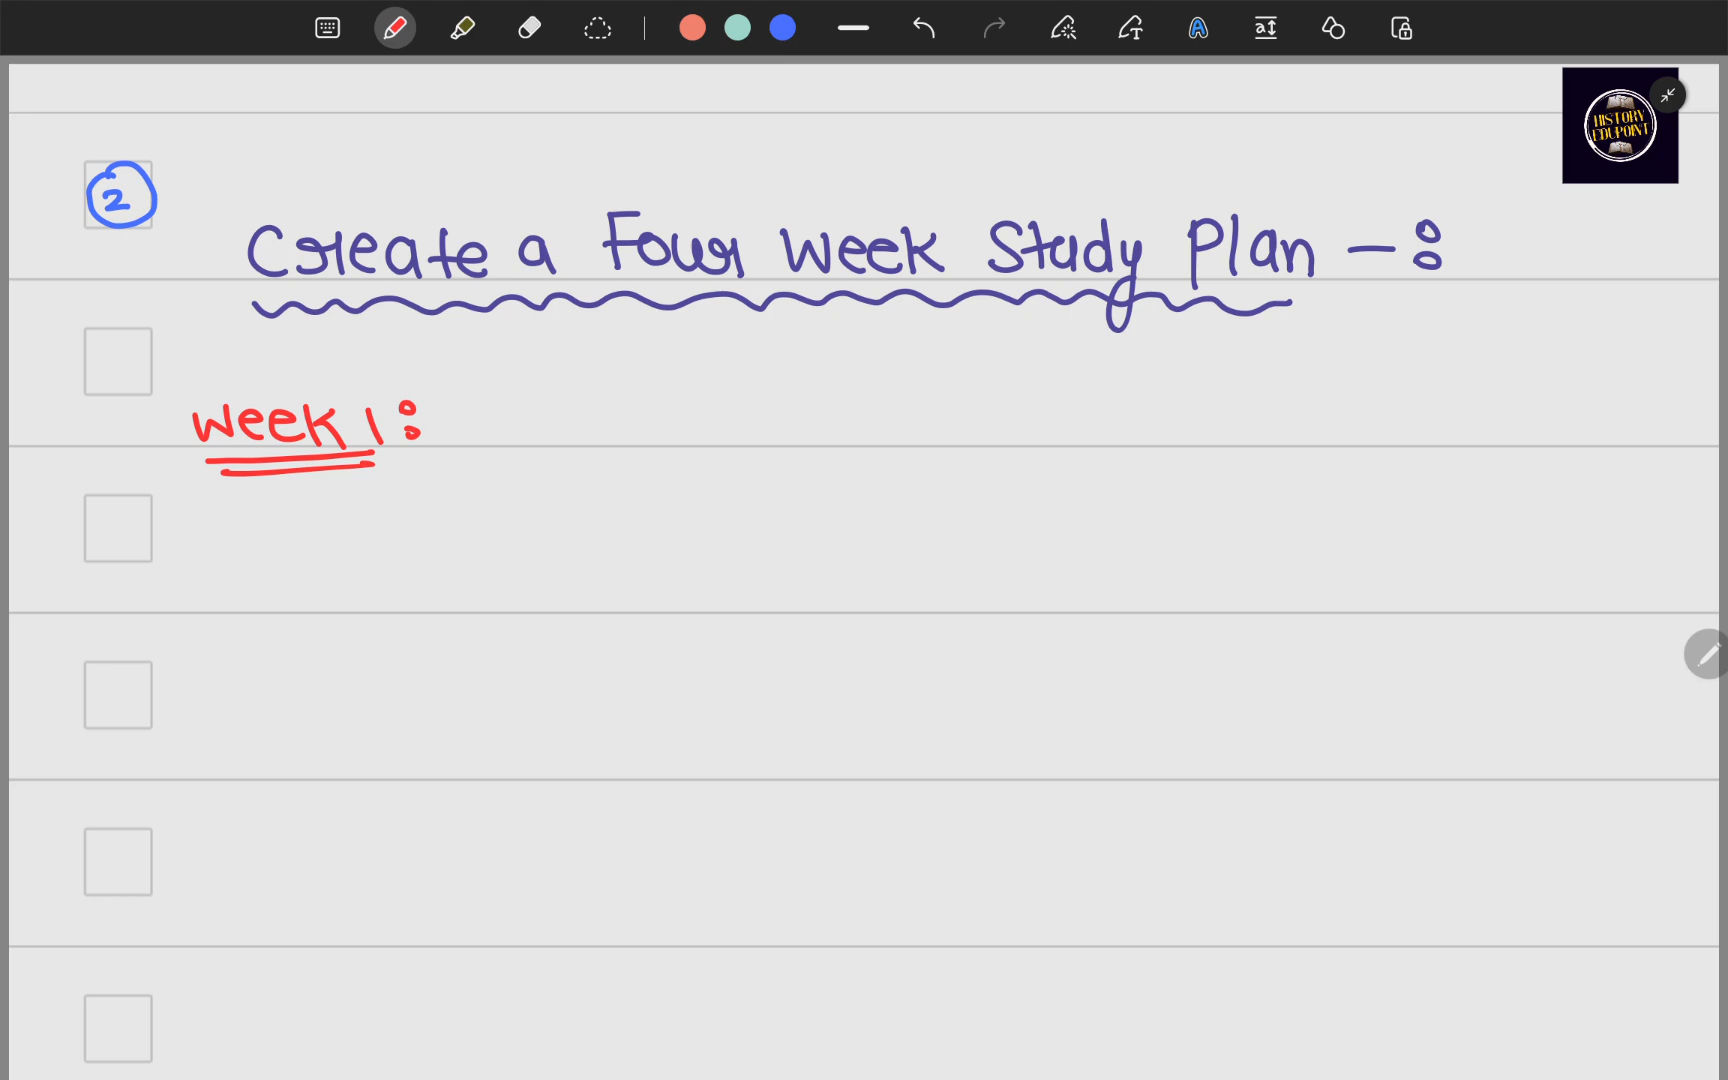 HISTORY
EDUPOINT
2
Create a Four Week Study Plan -:
Week 1: